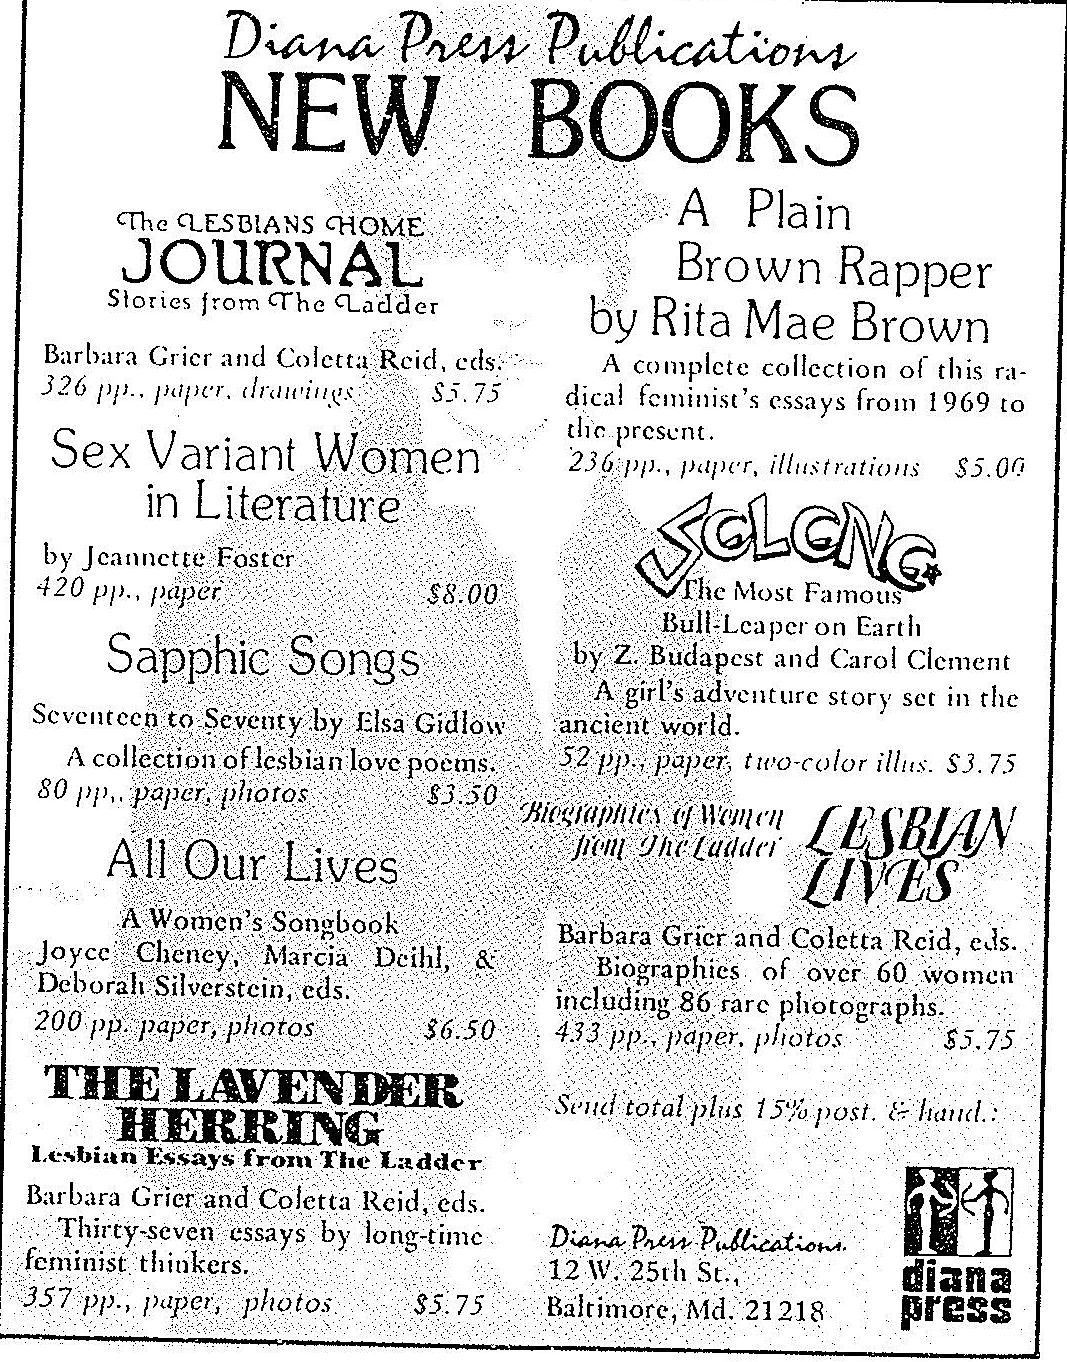 Diana Press Publications
NEW BOOKS
The LESBIANS HOME
JOURNAL
Stories from The Ladder
Barbara Grier and Coletta Reid, eds.
326 pp., paper, drawings $5.75
Sex Variant Women
in Literature
by Jeannette Foster
420 pp., paper $8.00
Sapphic Songs
Seventeen to Seventy by Elsa Gidlow
A collection of lesbian love poems.
80 pp., paper, photos $3.50
All Our Lives
A Women's Songbook
Joyce Cheney, Marcia Deihl, &
Deborah Silverstein, eds.
200 pp. paper, photos $6.50
THE LAVENDER
HERRING
Lesbian Essays from The Ladder
Barbara Grier and Coletta Reid, eds.
Thirty-seven essays by long-time
feminist thinkers.
357 pp., paper, photos $5.75
A Plain
Brown Rapper
by Rita Mae Brown
A complete collection of this ra-
dical feminist's essays from 1969 to
the present.
236 pp., paper, illustrations $5.00
SELENE
The Most Famous
Bull-Leaper on Earth
by Z. Budapest and Carol Clement
A girl's adventure story set in the
ancient world.
52 pp., paper, two-color illus. $3.75
Biographies of Women
from The Ladder
LESBIAN
LIVES
Barbara Grier and Coletta Reid, eds.
Biographies of over 60 women
including 86 rare photographs.
433 pp., paper, photos $5.75
Send total plus 15% post. & hand.:
Diana Press Publications.
12 W. 25th St.,
Baltimore, Md. 21218
diana
press